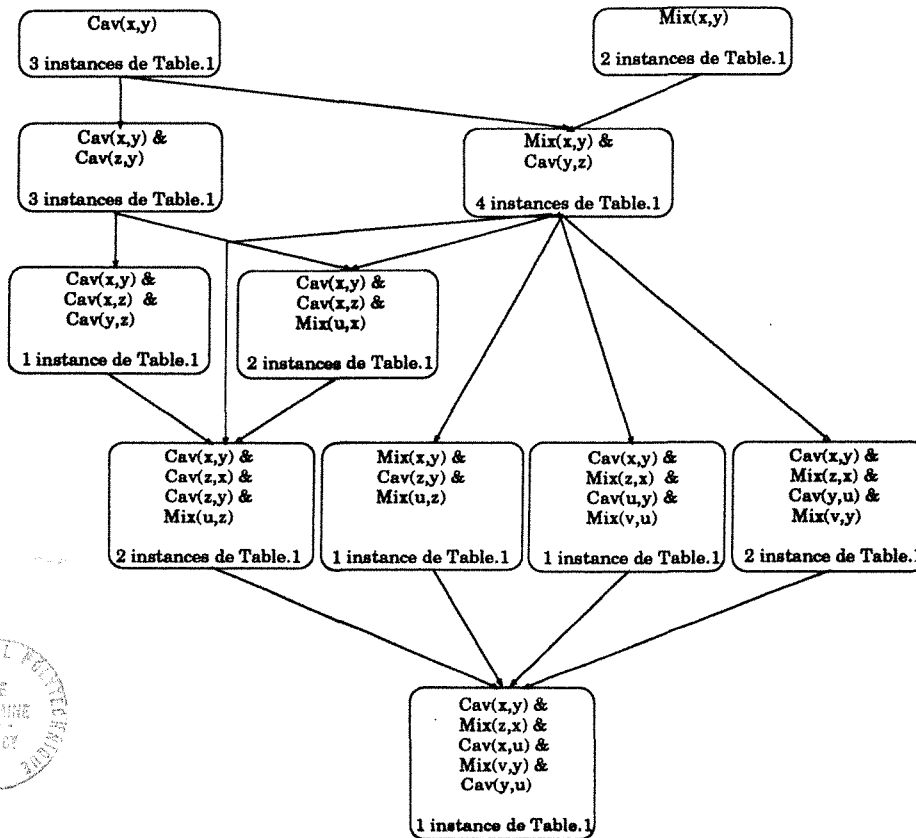 Cav(x,y)
3 instances de Table.1
Mix(x,y)
2 instances de Table.1
Cav(x,y) &
Cav(z,y)
3 instances de Table.1
Mix(x,y) &
Cav(y,z)
4 instances de Table.1
Cav(x,y) &
Cav(x,z) &
Cav(y,z)
1 instance de Table.1
Cav(x,y) &
Cav(x,z) &
Mix(u,x)
2 instances de Table.1
Cav(x,y) &
Cav(z,x) &
Cav(z,y) &
Mix(u,z)
2 instances de Table.1
Mix(x,y) &
Cav(z,y) &
Mix(u,z)
1 instance de Table.1
Cav(x,y) &
Mix(z,x) &
Cav(u,y) &
Mix(v,u)
1 instance de Table.1
Cav(x,y) &
Mix(z,x) &
Cav(y,u) &
Mix(v,y)
2 instances de Table.1
Cav(x,y) &
Mix(z,x) &
Cav(x,u) &
Mix(v,y) &
Cav(y,u)
1 instance de Table.1
POLYTECHNIQUE